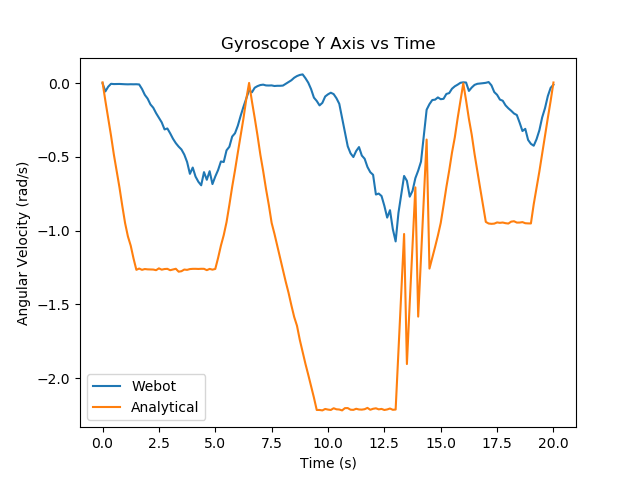 Gyroscope Y Axis vs Time
Angular Velocity (rad/s)
0.0
−0.5
−1.0
−1.5
−2.0
Webot
Analytical
0.0 2.5 5.0 7.5 10.0 12.5 15.0 17.5 20.0
Time (s)